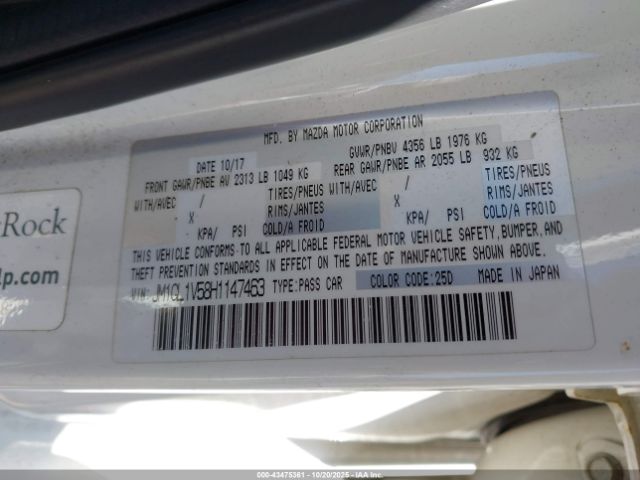 MFD. BY MAZDA MOTOR CORPORATION
DATE 10/17 GVWR/PNBV 4356 LB 1976 KG
FRONT GAWR/PNBE AV 2313 LB 1049 KG REAR GAWR/PNBE AR 2055 LB 932 KG
WITH/AVEC / TIRES/PNEUS WITH/AVEC / TIRES/PNEUS
X RIMS/JANTES X RIMS/JANTES
KPA/ PSI COLD/A FROID KPA/ PSI COLD/A FROID
THIS VEHICLE CONFORMS TO ALL APPLICABLE FEDERAL MOTOR VEHICLE SAFETY, BUMPER, AND
THEFT PREVENTION STANDARDS IN EFFECT ON THE DATE OF MANUFACTURE SHOWN ABOVE.
VIN: JM1GL1V58H1147463 TYPE:PASS CAR COLOR CODE:25D MADE IN JAPAN
eRock
lp.com
000-43475361 - 10/20/2025 -